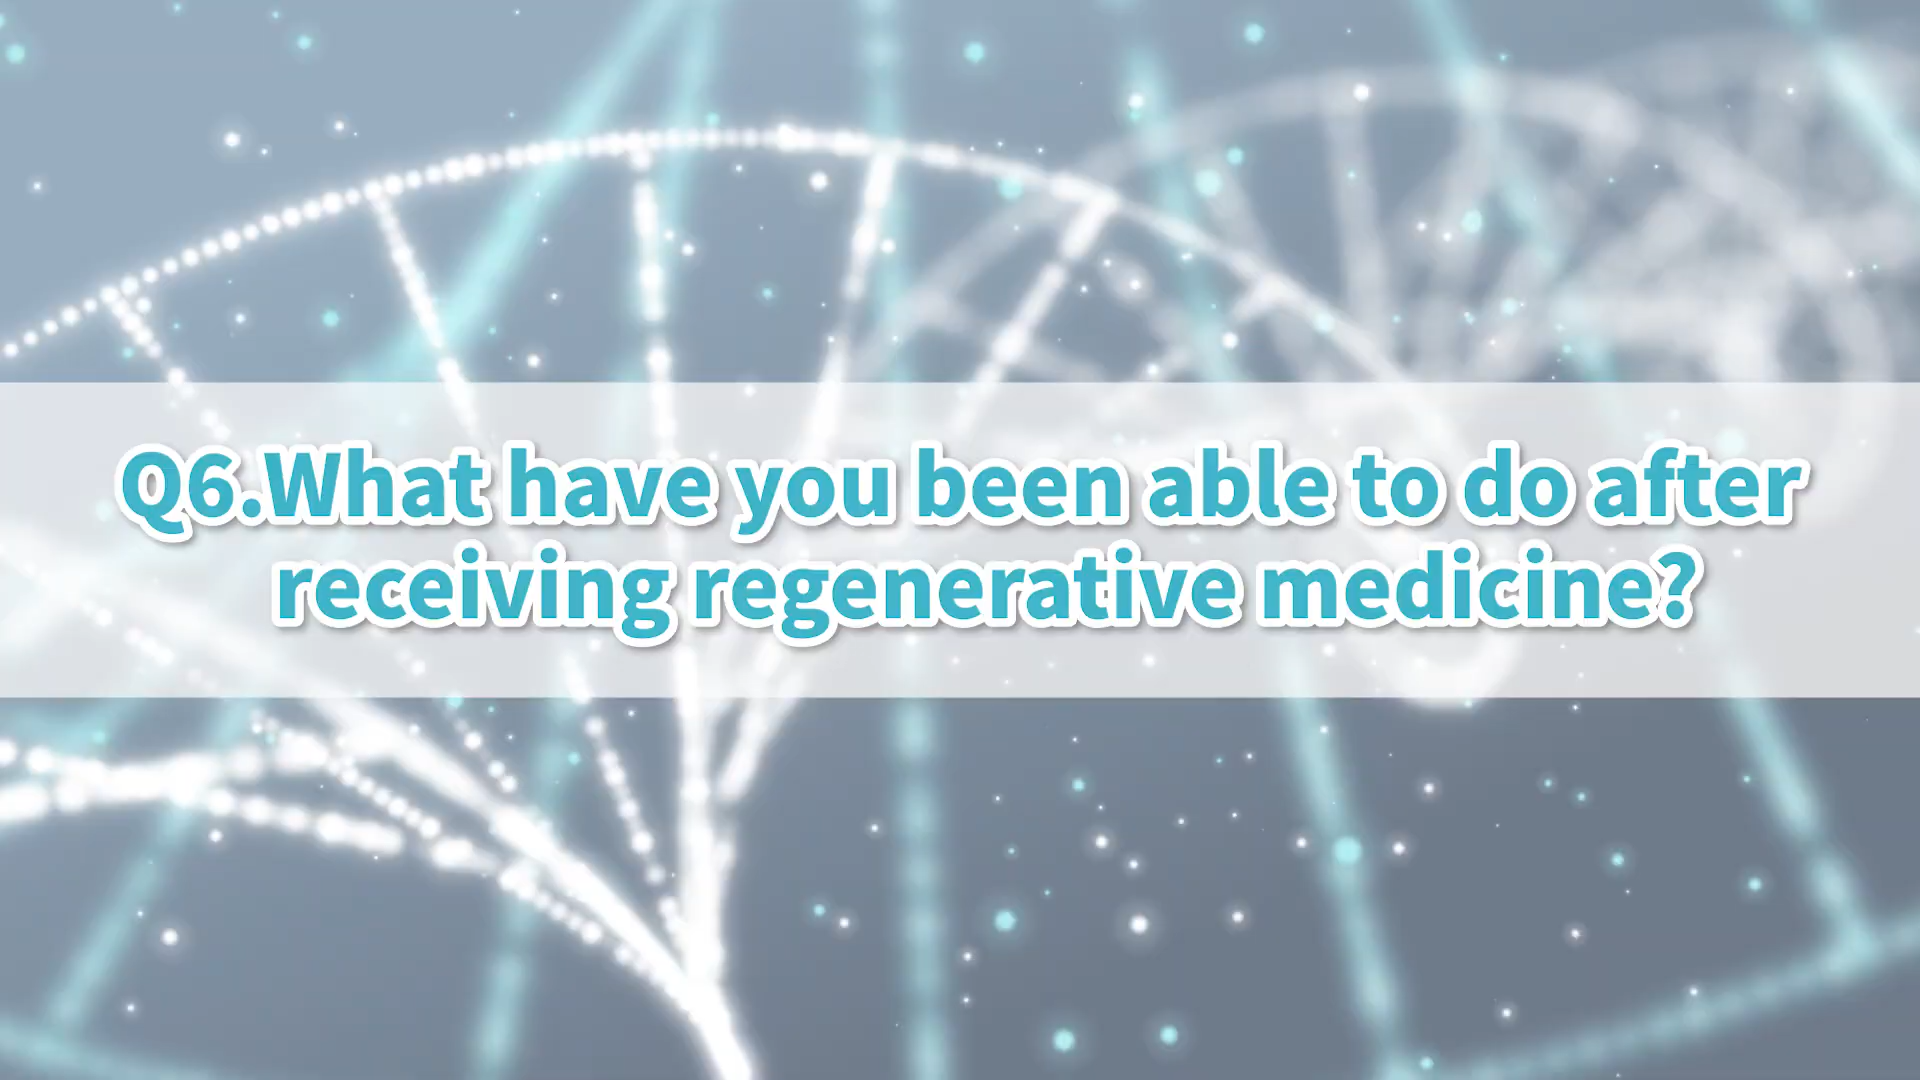 Q6.What have you been able to do after
receiving regenerative medicine?